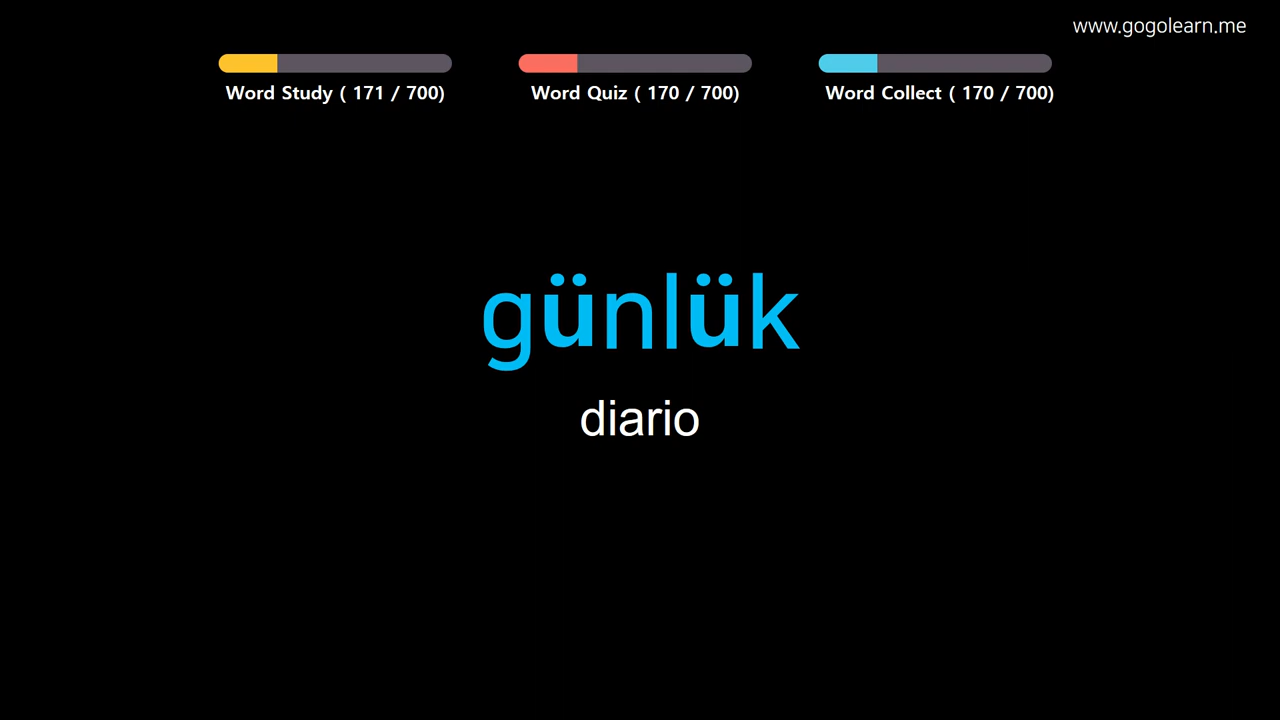 www.gogolearn.me
Word Study ( 171 / 700)
Word Quiz ( 170 / 700)
Word Collect ( 170 / 700)
günlük
diario